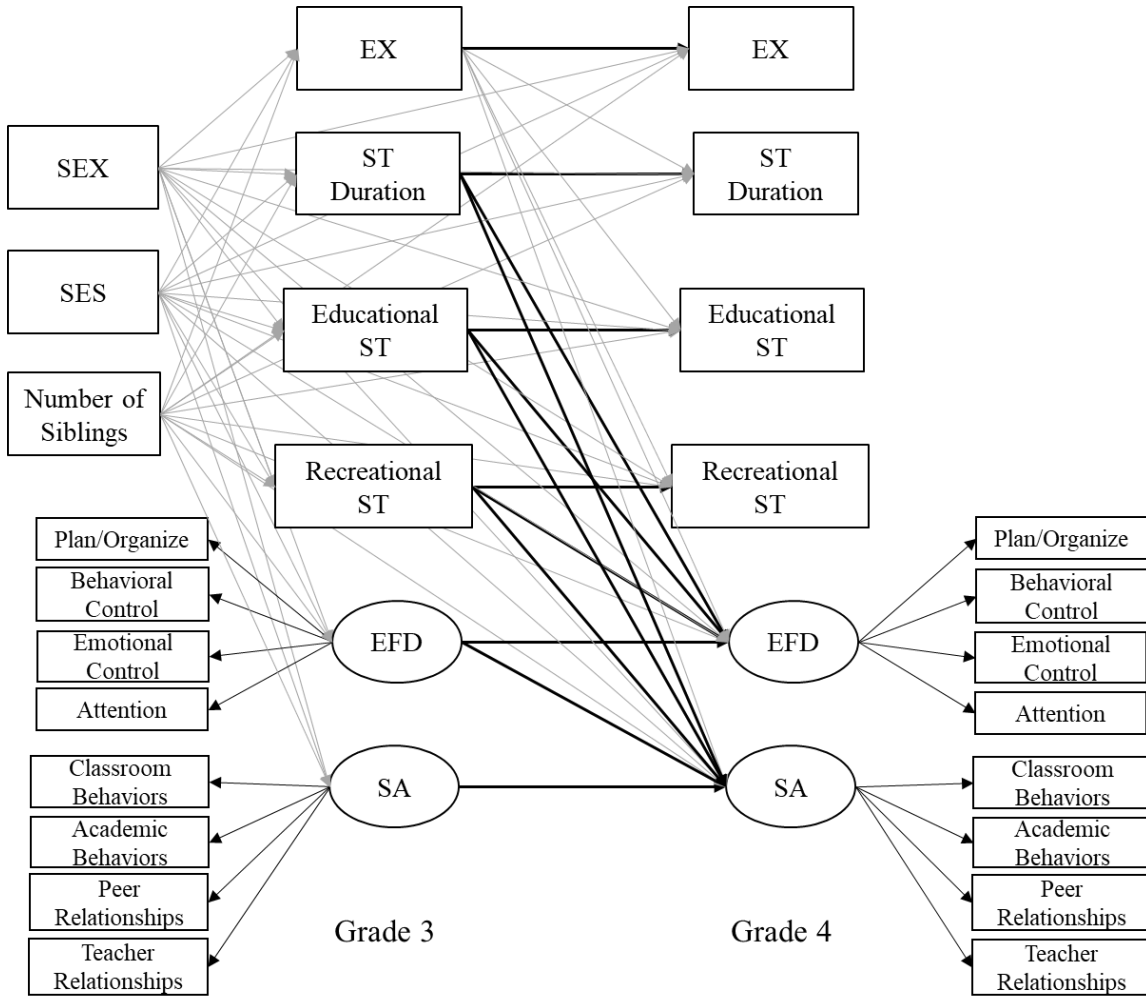 EX
EX
SEX
ST
Duration
ST
Duration
SES
Educational
ST
Educational
ST
Number of
Siblings
Recreational
ST
Recreational
ST
Plan/Organize
Behavioral
Control
Emotional
Control
Attention
EFD
EFD
Plan/Organize
Behavioral
Control
Emotional
Control
Attention
Classroom
Behaviors
Academic
Behaviors
Peer
Relationships
Teacher
Relationships
SA
SA
Classroom
Behaviors
Academic
Behaviors
Peer
Relationships
Teacher
Relationships
Grade 3
Grade 4